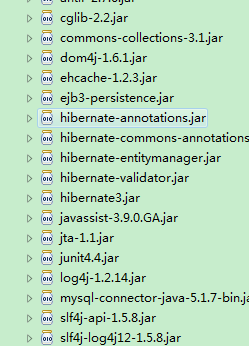 cglib-2.2.jar
commons-collections-3.1.jar
dom4j-1.6.1.jar
ehcache-1.2.3.jar
ejb3-persistence.jar
hibernate-annotations.jar
hibernate-commons-annotations
hibernate-entitymanager.jar
hibernate-validator.jar
hibernate3.jar
javassist-3.9.0.GA.jar
jta-1.1.jar
junit4.4.jar
log4j-1.2.14.jar
mysql-connector-java-5.1.7-bin.ja
slf4j-api-1.5.8.jar
slf4j-log4j12-1.5.8.jar